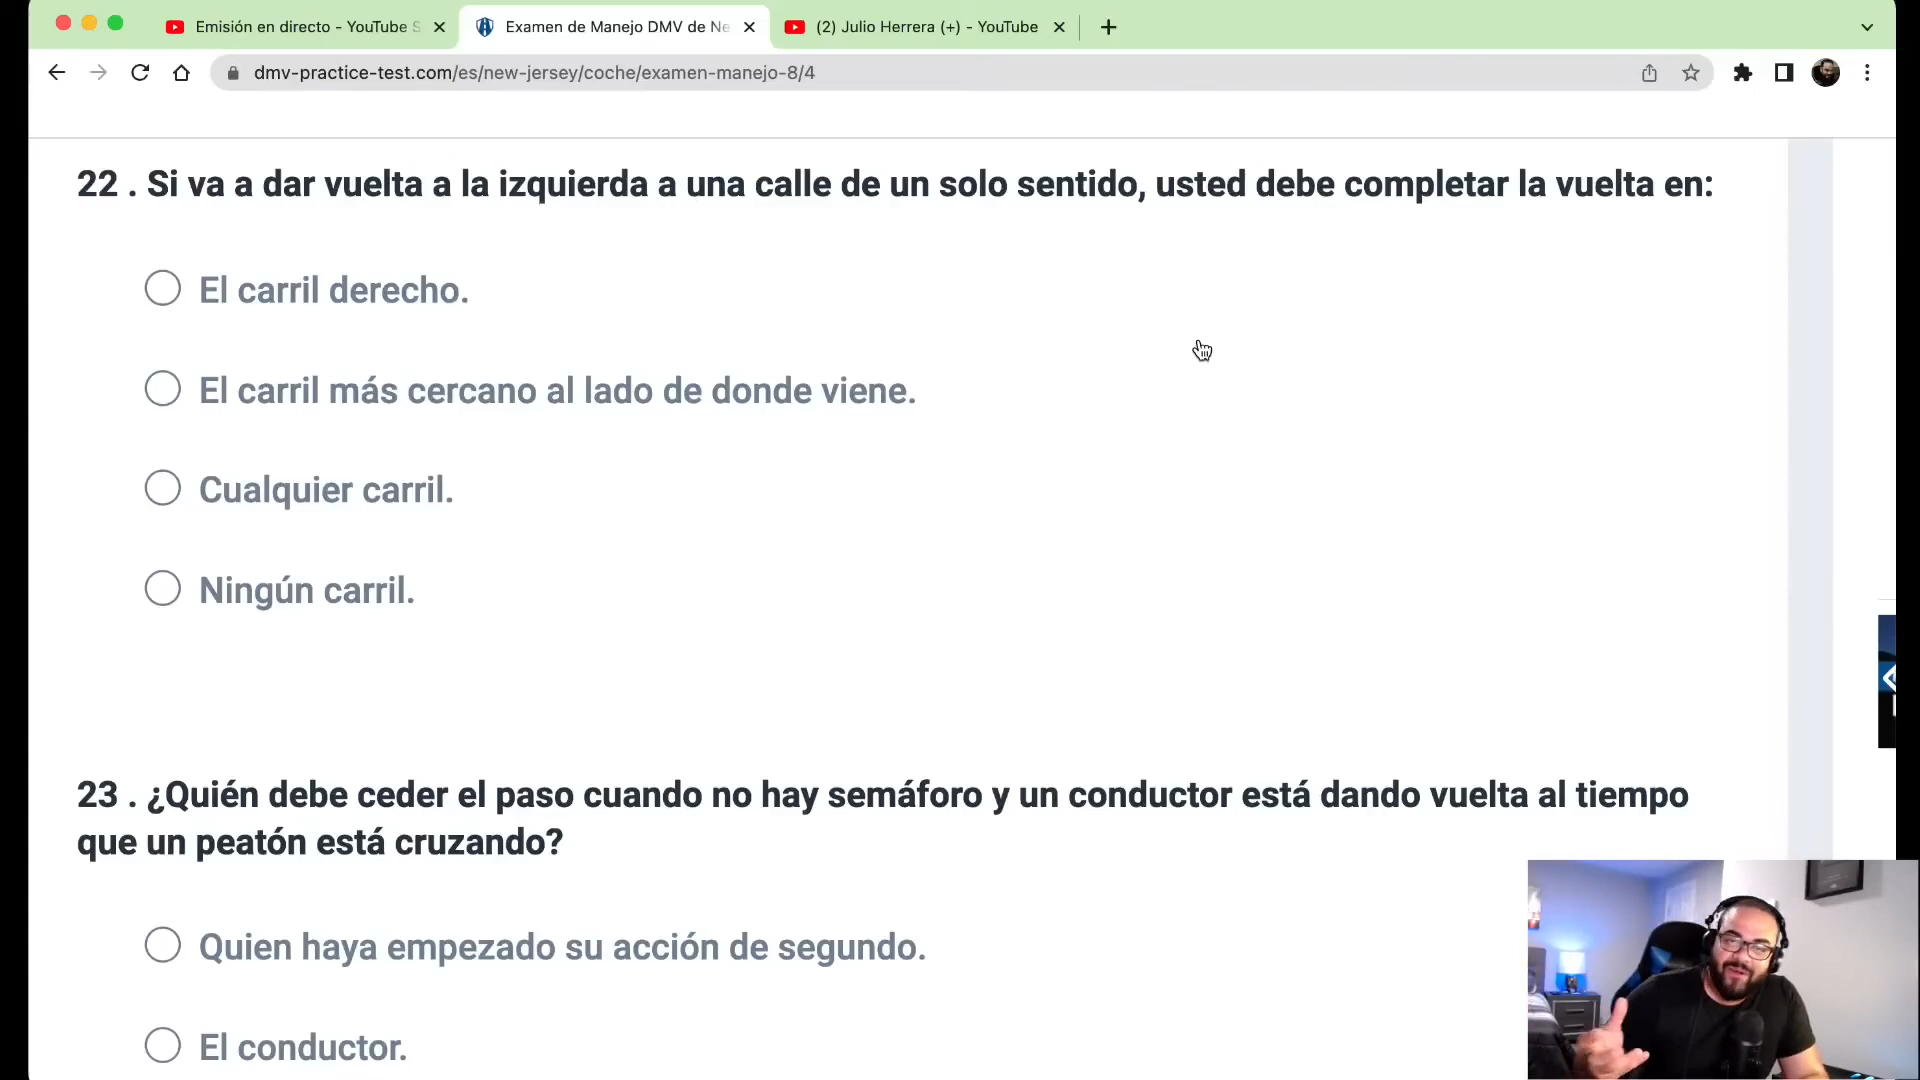 Emisión en directo - YouTube S
Examen de Manejo DMV de Ne
(2) Julio Herrera (+) - YouTube
dmv-practice-test.com/es/new-jersey/coche/examen-manejo-8/4
22 . Si va a dar vuelta a la izquierda a una calle de un solo sentido, usted debe completar la vuelta en:
El carril derecho.
El carril más cercano al lado de donde viene.
Cualquier carril.
Ningún carril.
23 . ¿Quién debe ceder el paso cuando no hay semáforo y un conductor está dando vuelta al tiempo
que un peatón está cruzando?
Quien haya empezado su acción de segundo.
El conductor.